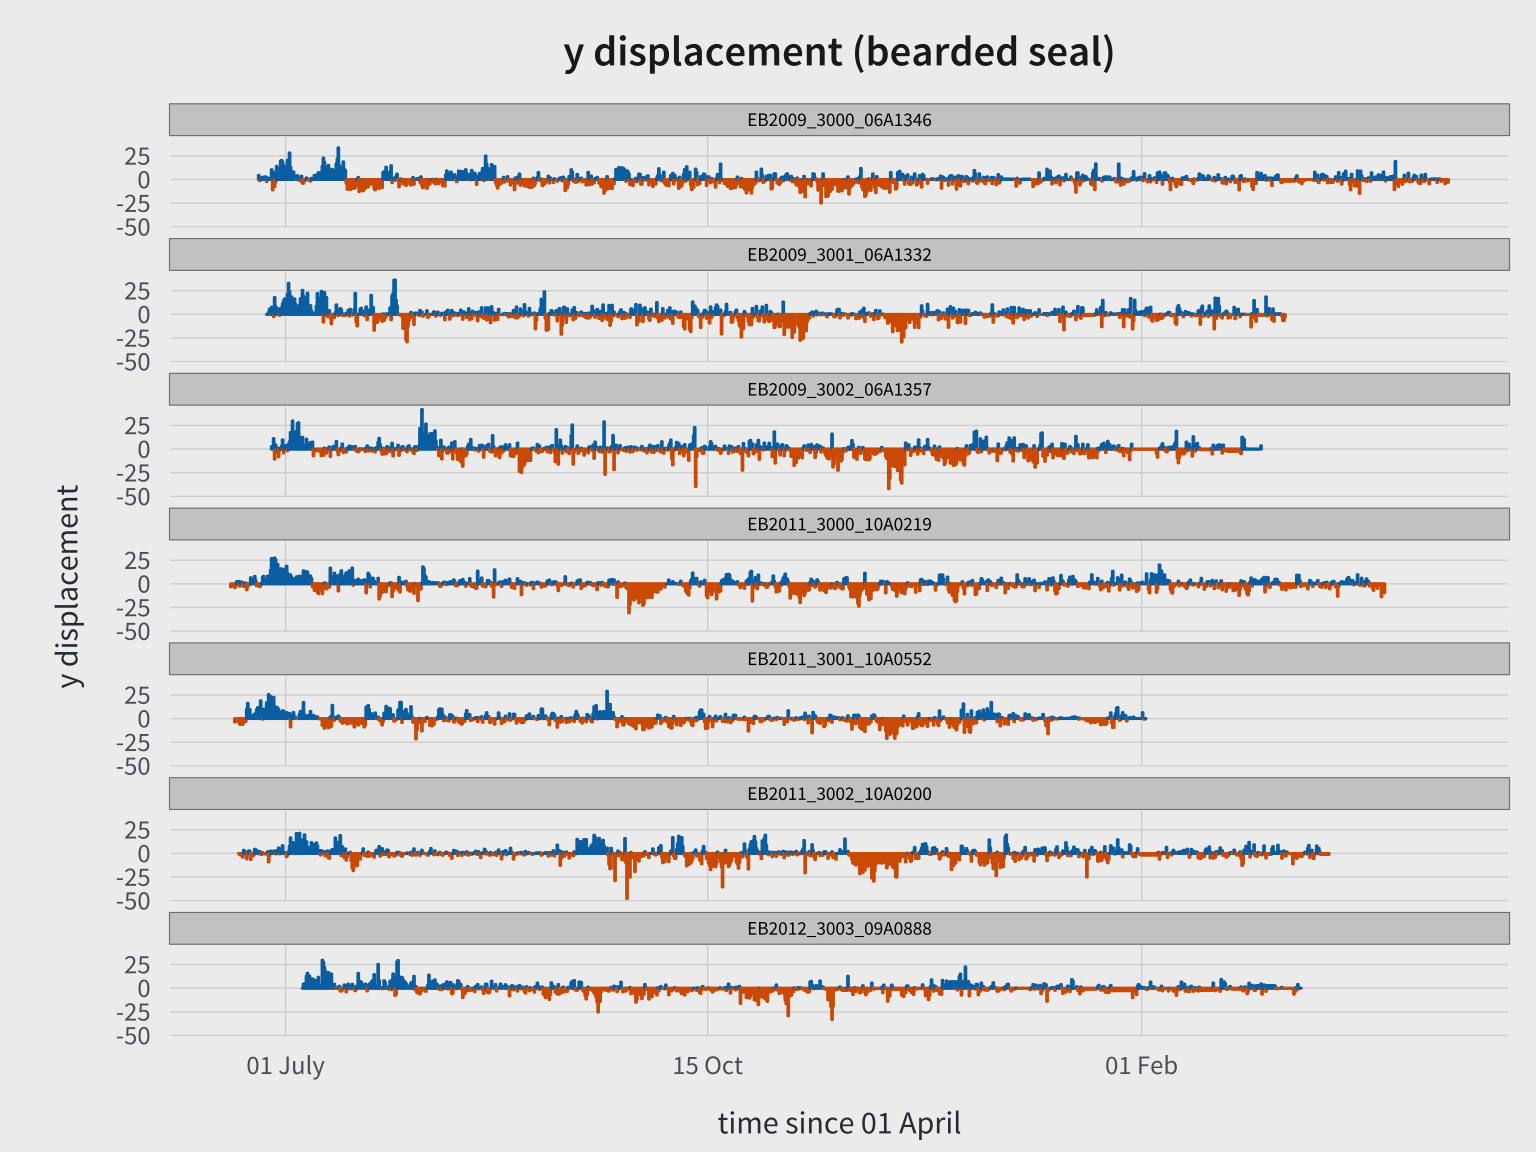 y displacement (bearded seal)
EB2009_3000_06A1346
25
0
-25
-50
EB2009_3001_06A1332
25
0
-25
-50
EB2009_3002_06A1357
25
0
-25
-50
EB2011_3000_10A0219
25
0
-25
-50
EB2011_3001_10A0552
25
0
-25
-50
EB2011_3002_10A0200
25
0
-25
-50
EB2012_3003_09A0888
25
0
-25
-50
y displacement
01 July 15 Oct 01 Feb
time since 01 April